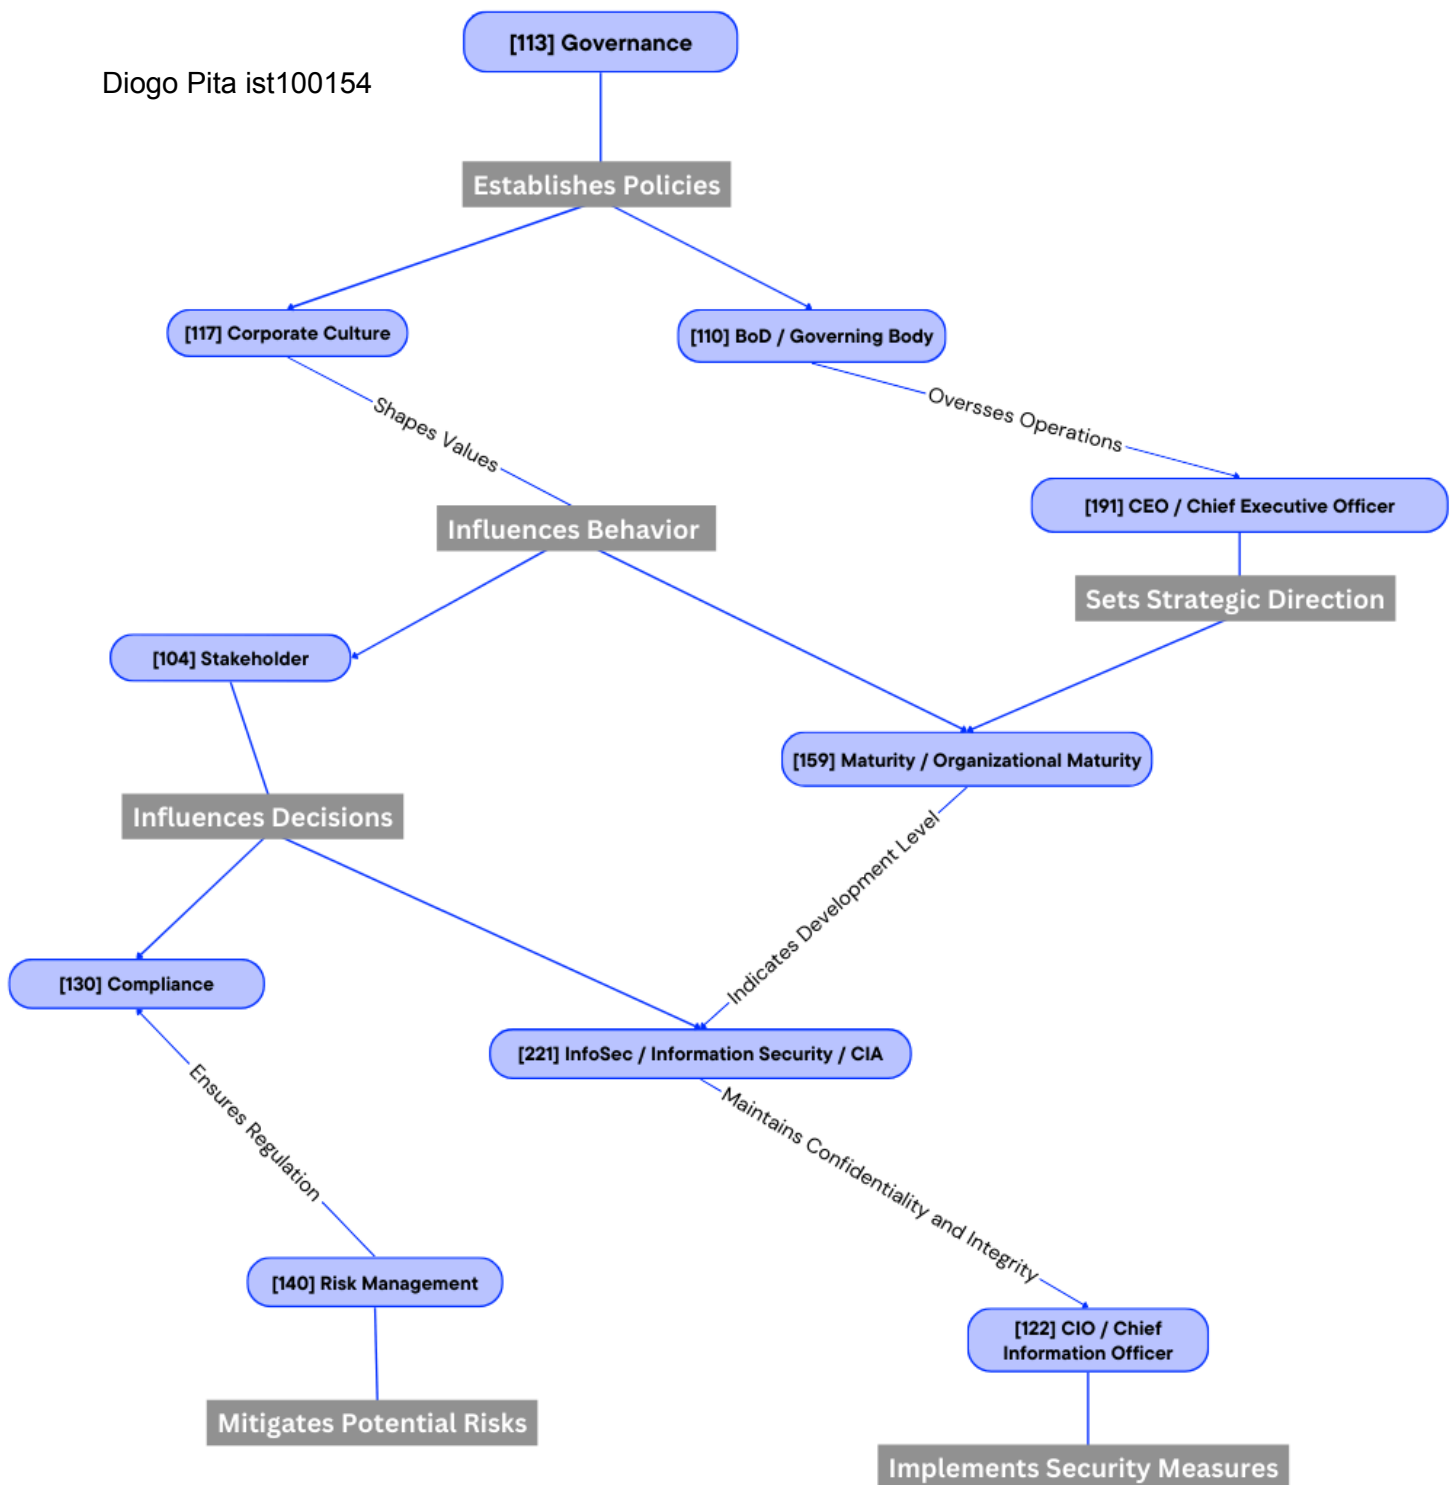 [113] Governance
Diogo Pita ist100154
Establishes Policies
[117] Corporate Culture
[110] BoD / Governing Body
Shapes Values
Oversses Operations
[191] CEO / Chief Executive Officer
Influences Behavior
Sets Strategic Direction
[104] Stakeholder
[159] Maturity / Organizational Maturity
Influences Decisions
Indicates Development Level
[130] Compliance
[221] InfoSec / Information Security / CIA
Ensures Regulation
Maintains Confidentiality and Integrity
[140] Risk Management
[122] CIO / Chief
Information Officer
Mitigates Potential Risks
Implements Security Measures